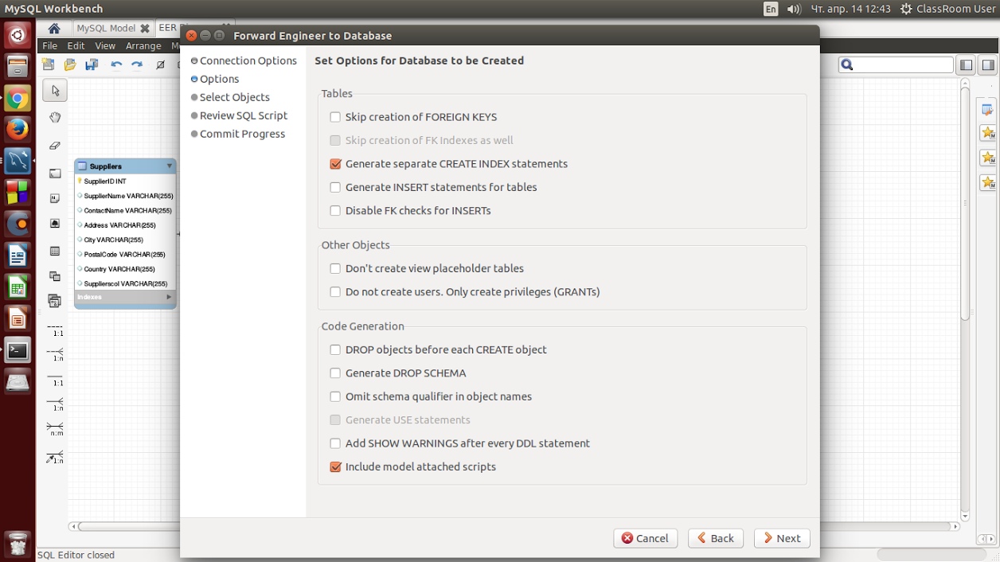 MySQL Workbench
En
Чт. апр. 14 12:43
ClassRoom User
MySQL Model
EER
Forward Engineer to Database
File Edit View Arrange
Connection Options
Options
Select Objects
Review SQL Script
Commit Progress
Set Options for Database to be Created
Tables
Skip creation of FOREIGN KEYS
Skip creation of FK Indexes as well
Generate separate CREATE INDEX statements
Generate INSERT statements for tables
Disable FK checks for INSERTs
Other Objects
Don't create view placeholder tables
Do not create users. Only create privileges (GRANTs)
Code Generation
DROP objects before each CREATE object
Generate DROP SCHEMA
Omit schema qualifier in object names
Generate USE statements
Add SHOW WARNINGS after every DDL statement
Include model attached scripts
Cancel
Back
Next
Suppliers
SupplierID INT
SupplierName VARCHAR(255)
ContactName VARCHAR(255)
Address VARCHAR(255)
City VARCHAR(255)
PostalCode VARCHAR(255)
Country VARCHAR(255)
Supplierscol VARCHAR(255)
Indexes
1:1
1:n
1:1
1:n
n:m
1:n
SQL Editor closed